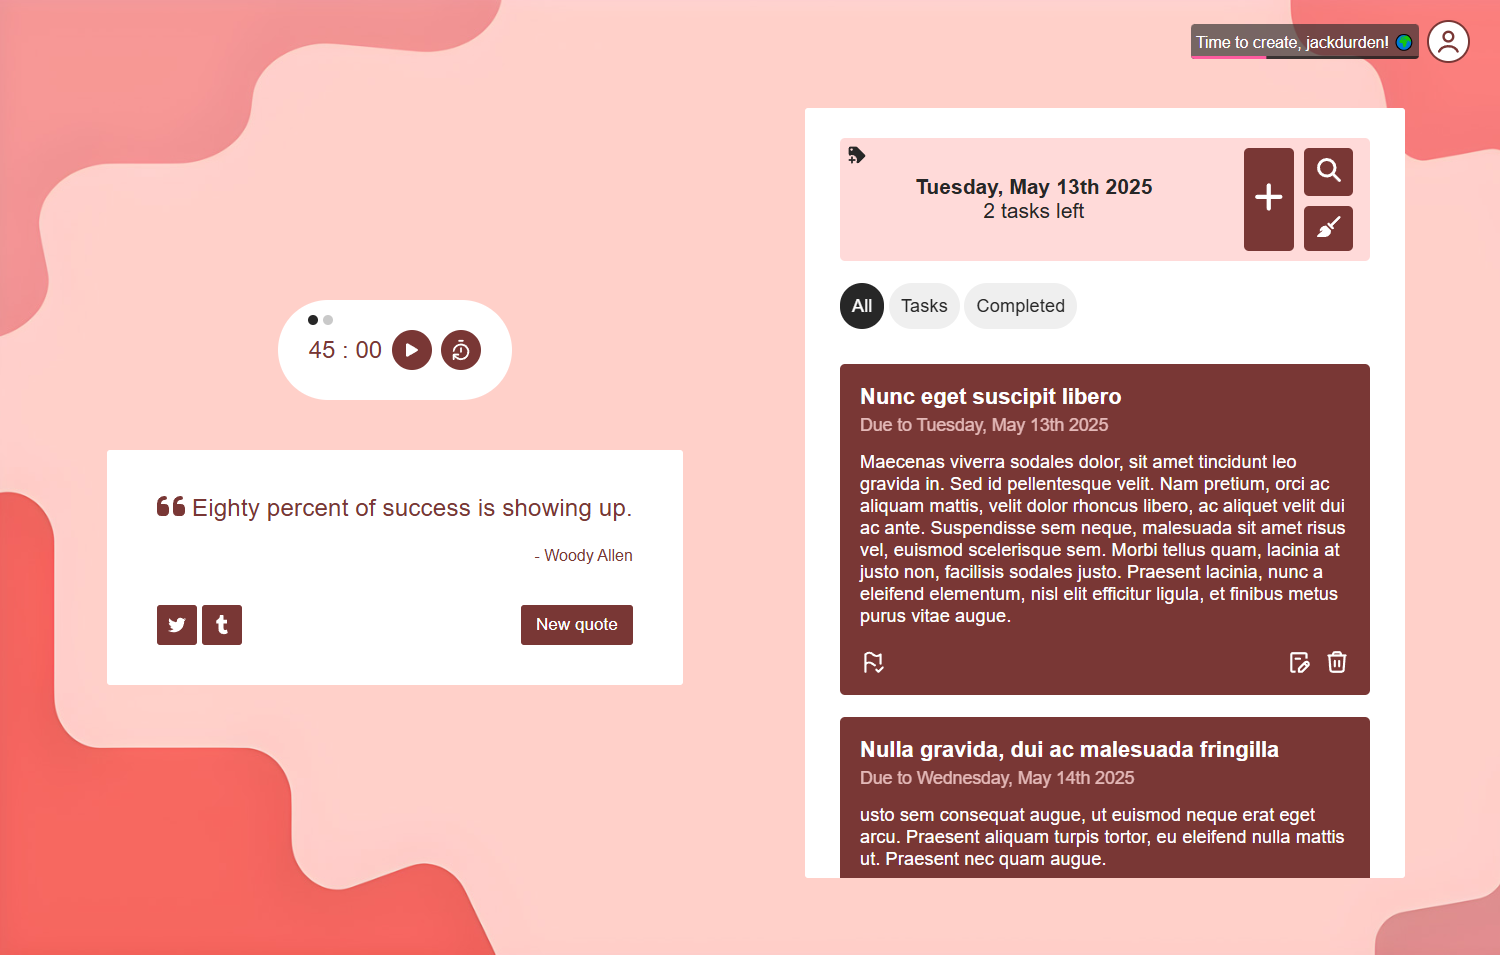 Time to create, jackdurden!
Tuesday, May 13th 2025
2 tasks left
All
Tasks
Completed
45 : 00
Eighty percent of success is showing up.
- Woody Allen
New quote
Nunc eget suscipit libero
Due to Tuesday, May 13th 2025
Maecenas viverra sodales dolor, sit amet tincidunt leo
gravida in. Sed id pellentesque velit. Nam pretium, orci ac
aliquam mattis, velit dolor rhoncus libero, ac aliquet velit dui
ac ante. Suspendisse sem neque, malesuada sit amet risus
vel, euismod scelerisque sem. Morbi tellus quam, lacinia at
justo non, facilisis sodales justo. Praesent lacinia, nunc a
eleifend elementum, nisl elit efficitur ligula, et finibus metus
purus vitae augue.
Nulla gravida, dui ac malesuada fringilla
Due to Wednesday, May 14th 2025
usto sem consequat augue, ut euismod neque erat eget
arcu. Praesent aliquam turpis tortor, eu eleifend nulla mattis
ut. Praesent nec quam augue.